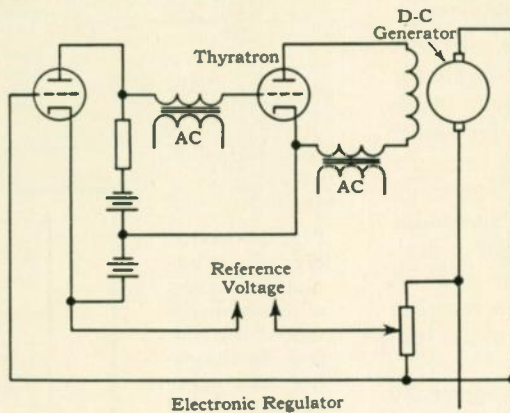 D-C
Generator
Thyratron
AC
AC
Reference
Voltage
Electronic Regulator